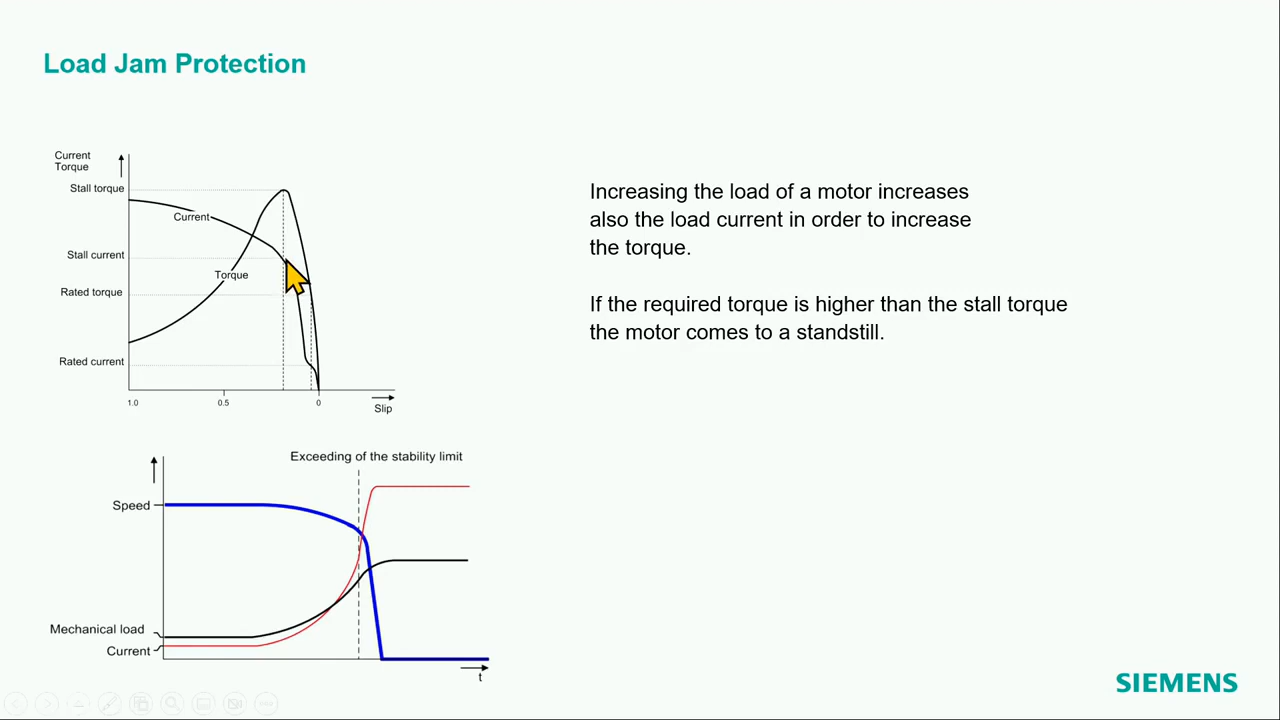 Load Jam Protection
Current
Torque
Stall torque
Current
Stall current
Torque
Rated torque
Rated current
1.0
0.5
0
Slip
Increasing the load of a motor increases
also the load current in order to increase
the torque.
If the required torque is higher than the stall torque
the motor comes to a standstill.
Exceeding of the stability limit
Speed
Mechanical load
Current
t
SIEMENS